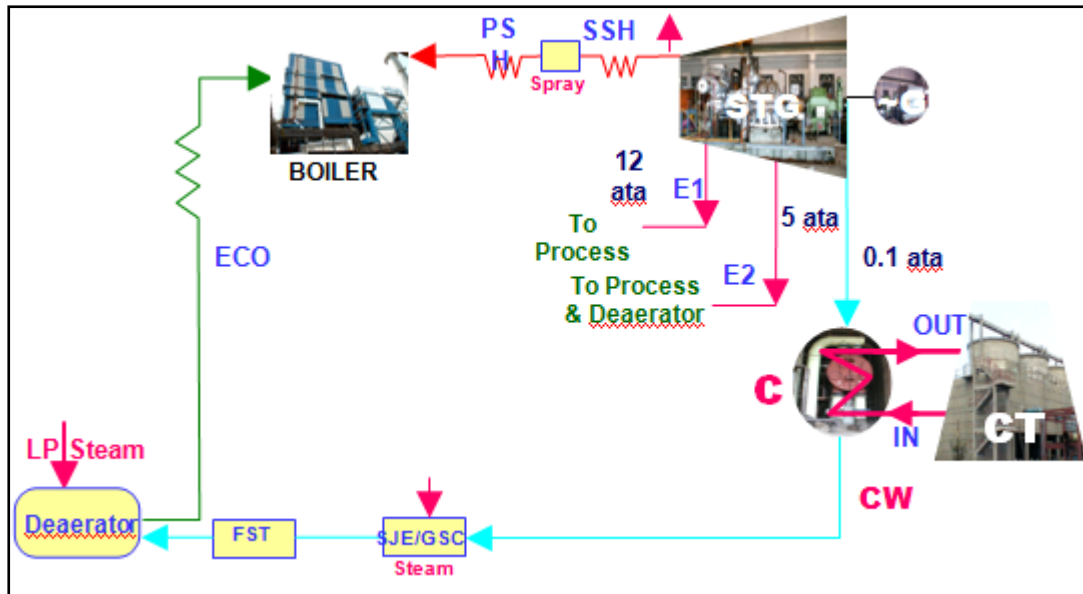 PS
H
SSH
Spray
STG
~G
BOILER
12
ata
E1
To
Process
5 ata
E2
To Process
& Deaerator
0.1 ata
ECO
OUT
C
IN
CT
CW
LP Steam
Deaerator
FST
SJE/GSC
Steam